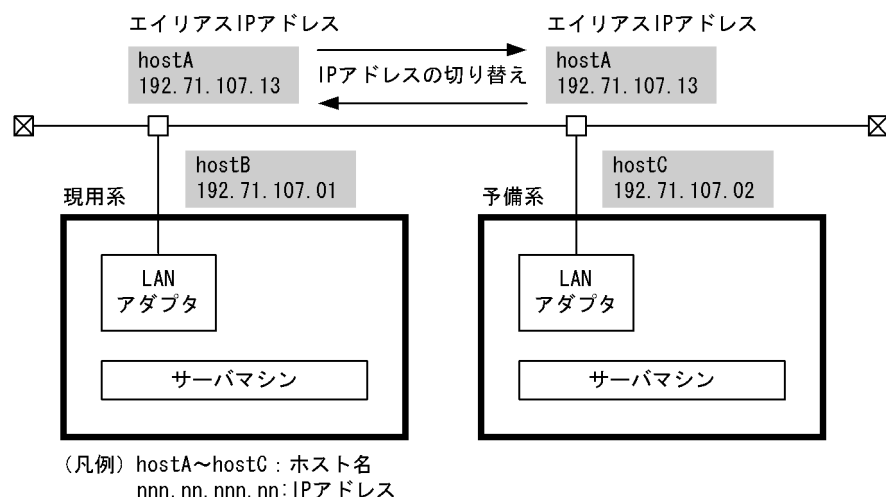 エイリアスIPアドレス
エイリアスIPアドレス
hostA
192.71.107.13
IPアドレスの切り替え
hostA
192.71.107.13
hostB
192.71.107.01
hostC
192.71.107.02
現用系
予備系
LAN
アダプタ
LAN
アダプタ
サーバマシン
サーバマシン
(凡例) hostA～hostC：ホスト名
nnn.nn.nnn.nn:IPアドレス